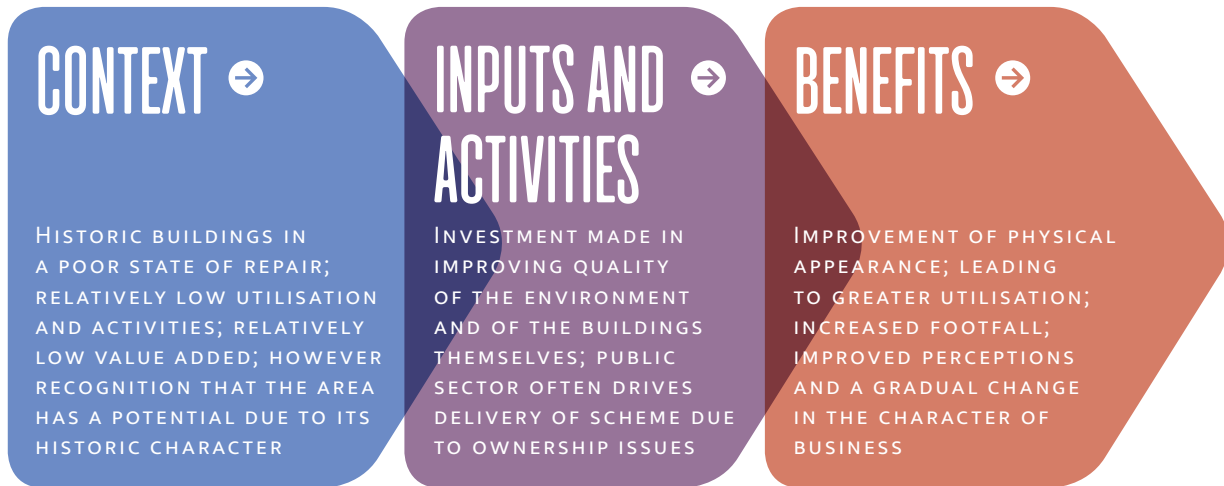 CONTEXT
Historic buildings in
a poor state of repair;
relatively low utilisation
and activities; relatively
low value added; however
recognition that the area
has a potential due to its
historic character
INPUTS AND
ACTIVITIES
Investment made in
improving quality
of the environment
and of the buildings
themselves; public
sector often drives
delivery of scheme due
to ownership issues
BENEFITS
Improvement of physical
appearance; leading
to greater utilisation;
increased footfall;
improved perceptions
and a gradual change
in the character of
business